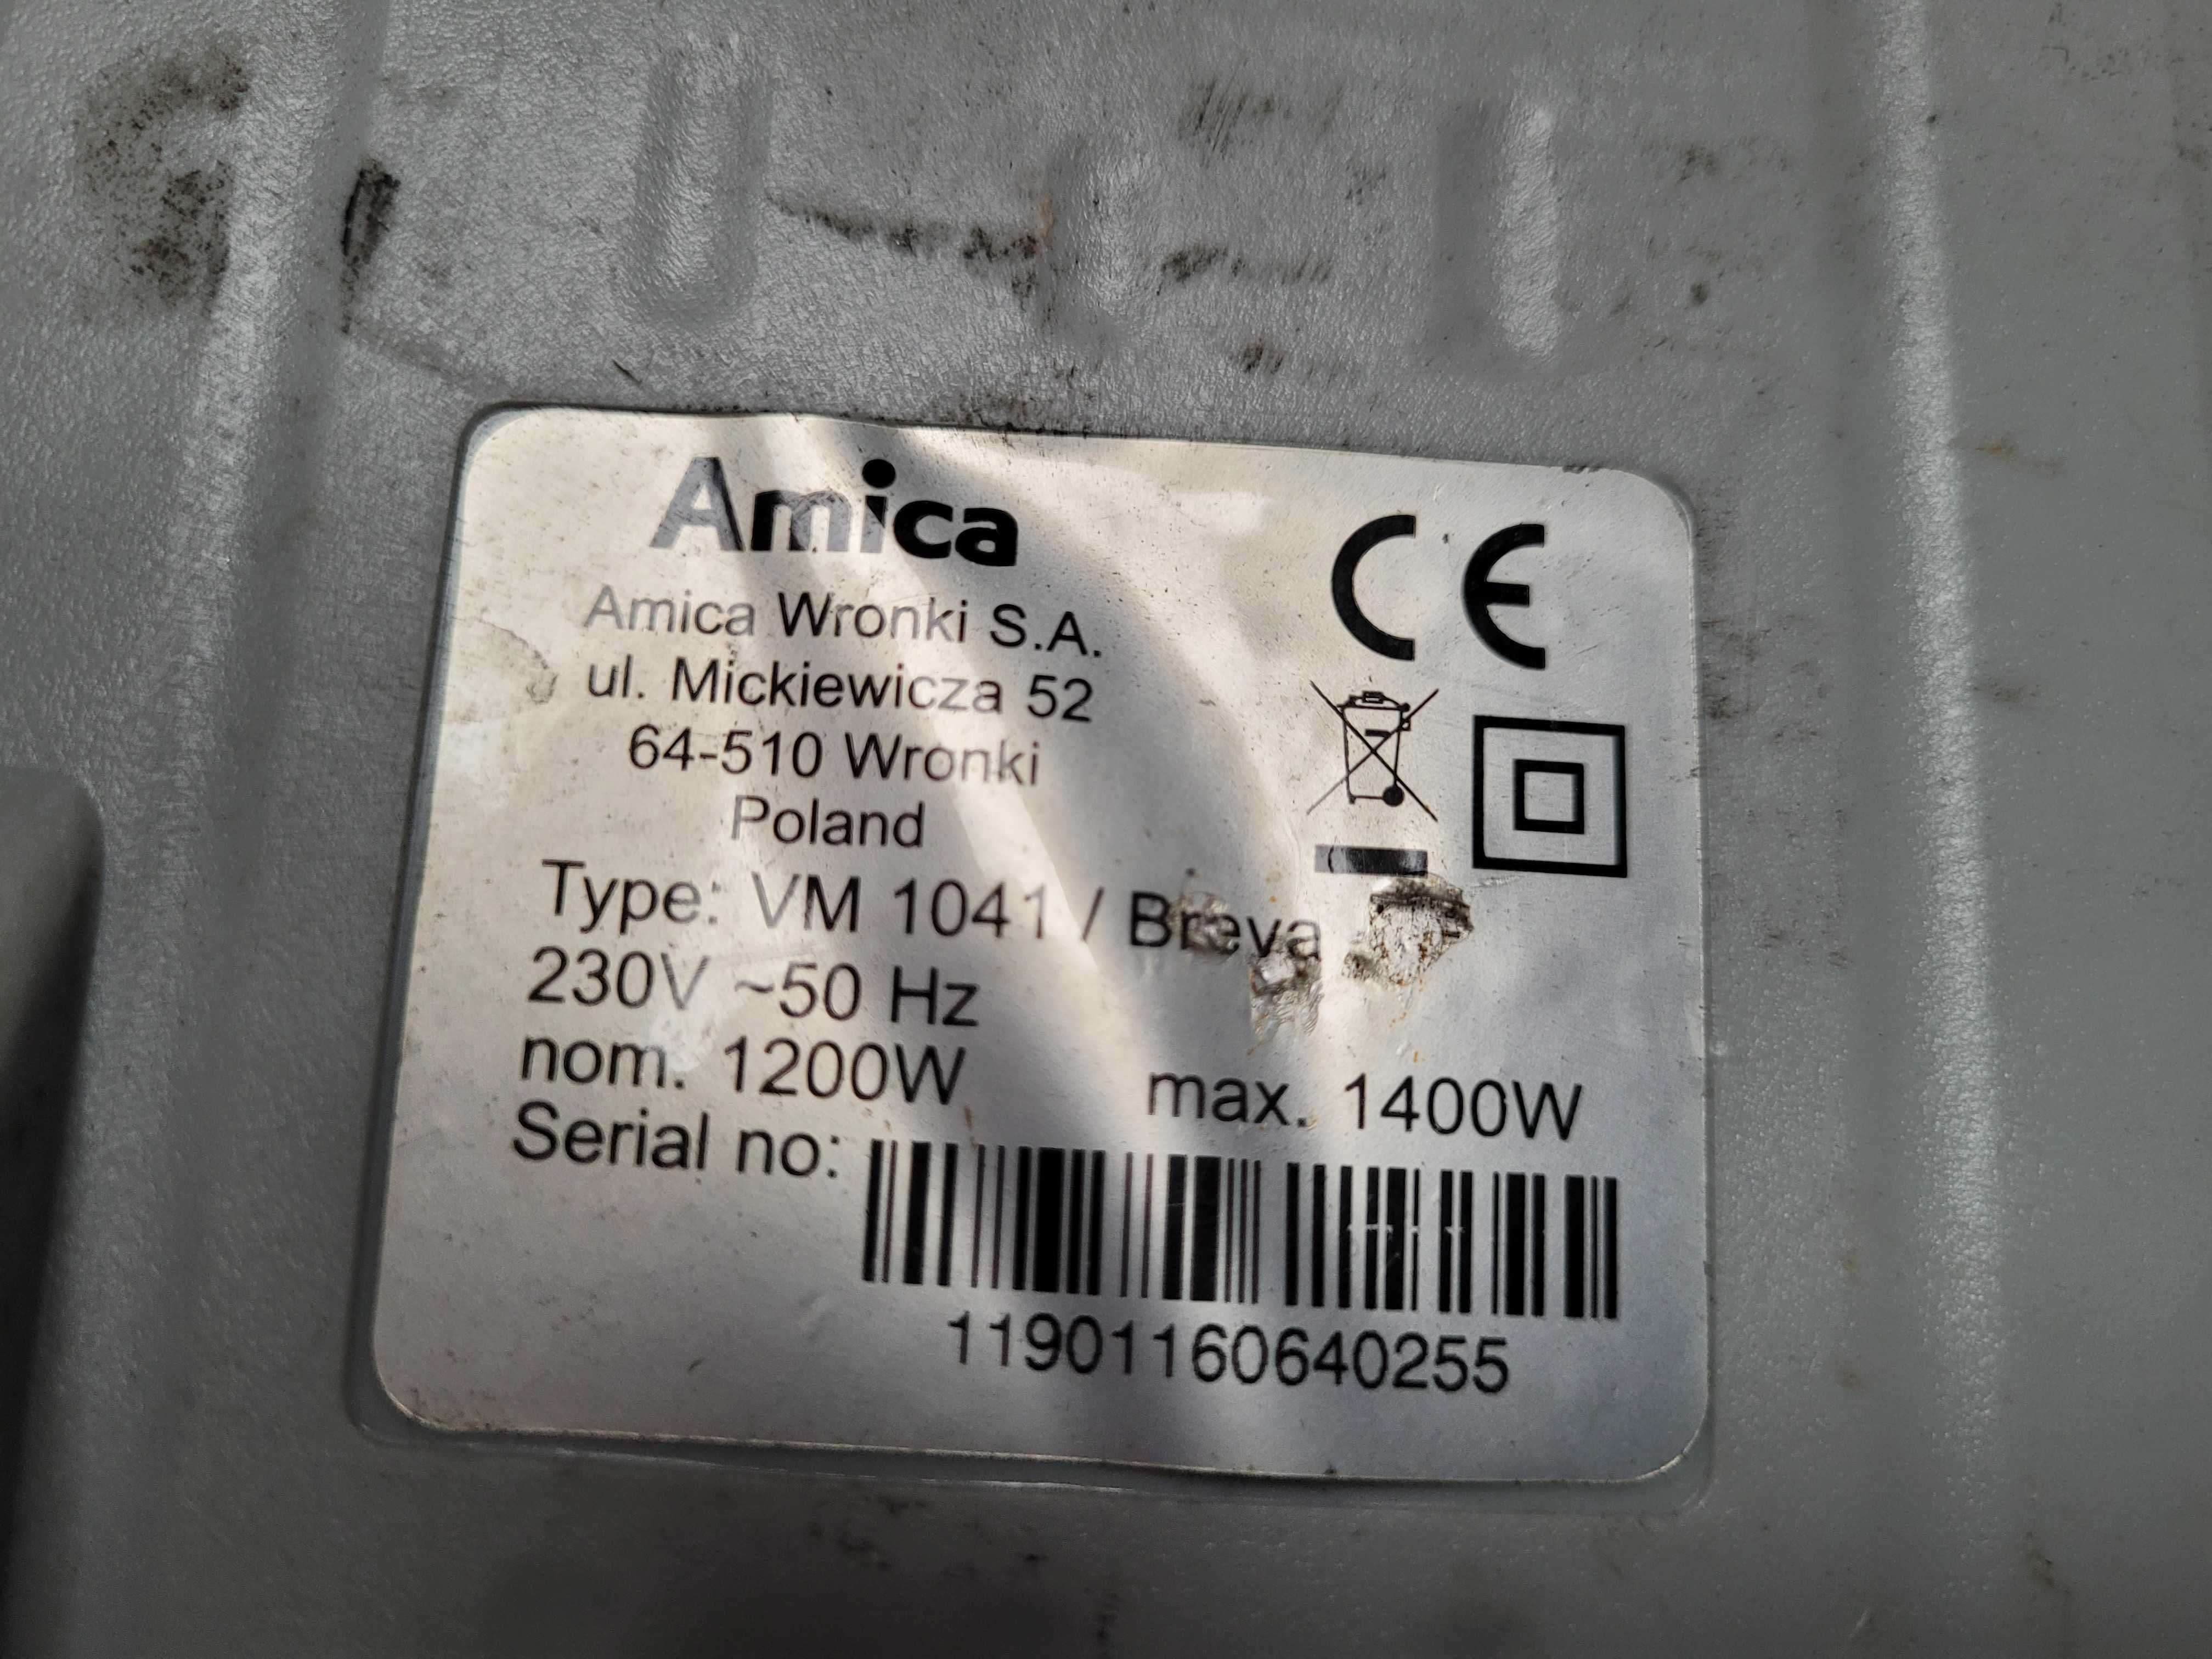 Amica
CE
Amica Wronki S.A.
ul. Mickiewicza 52
64-510 Wronki
Poland
Type: VM 1041 / Breva
230V ~50 Hz
nom. 1200W max. 1400W
Serial no:
11901160640255